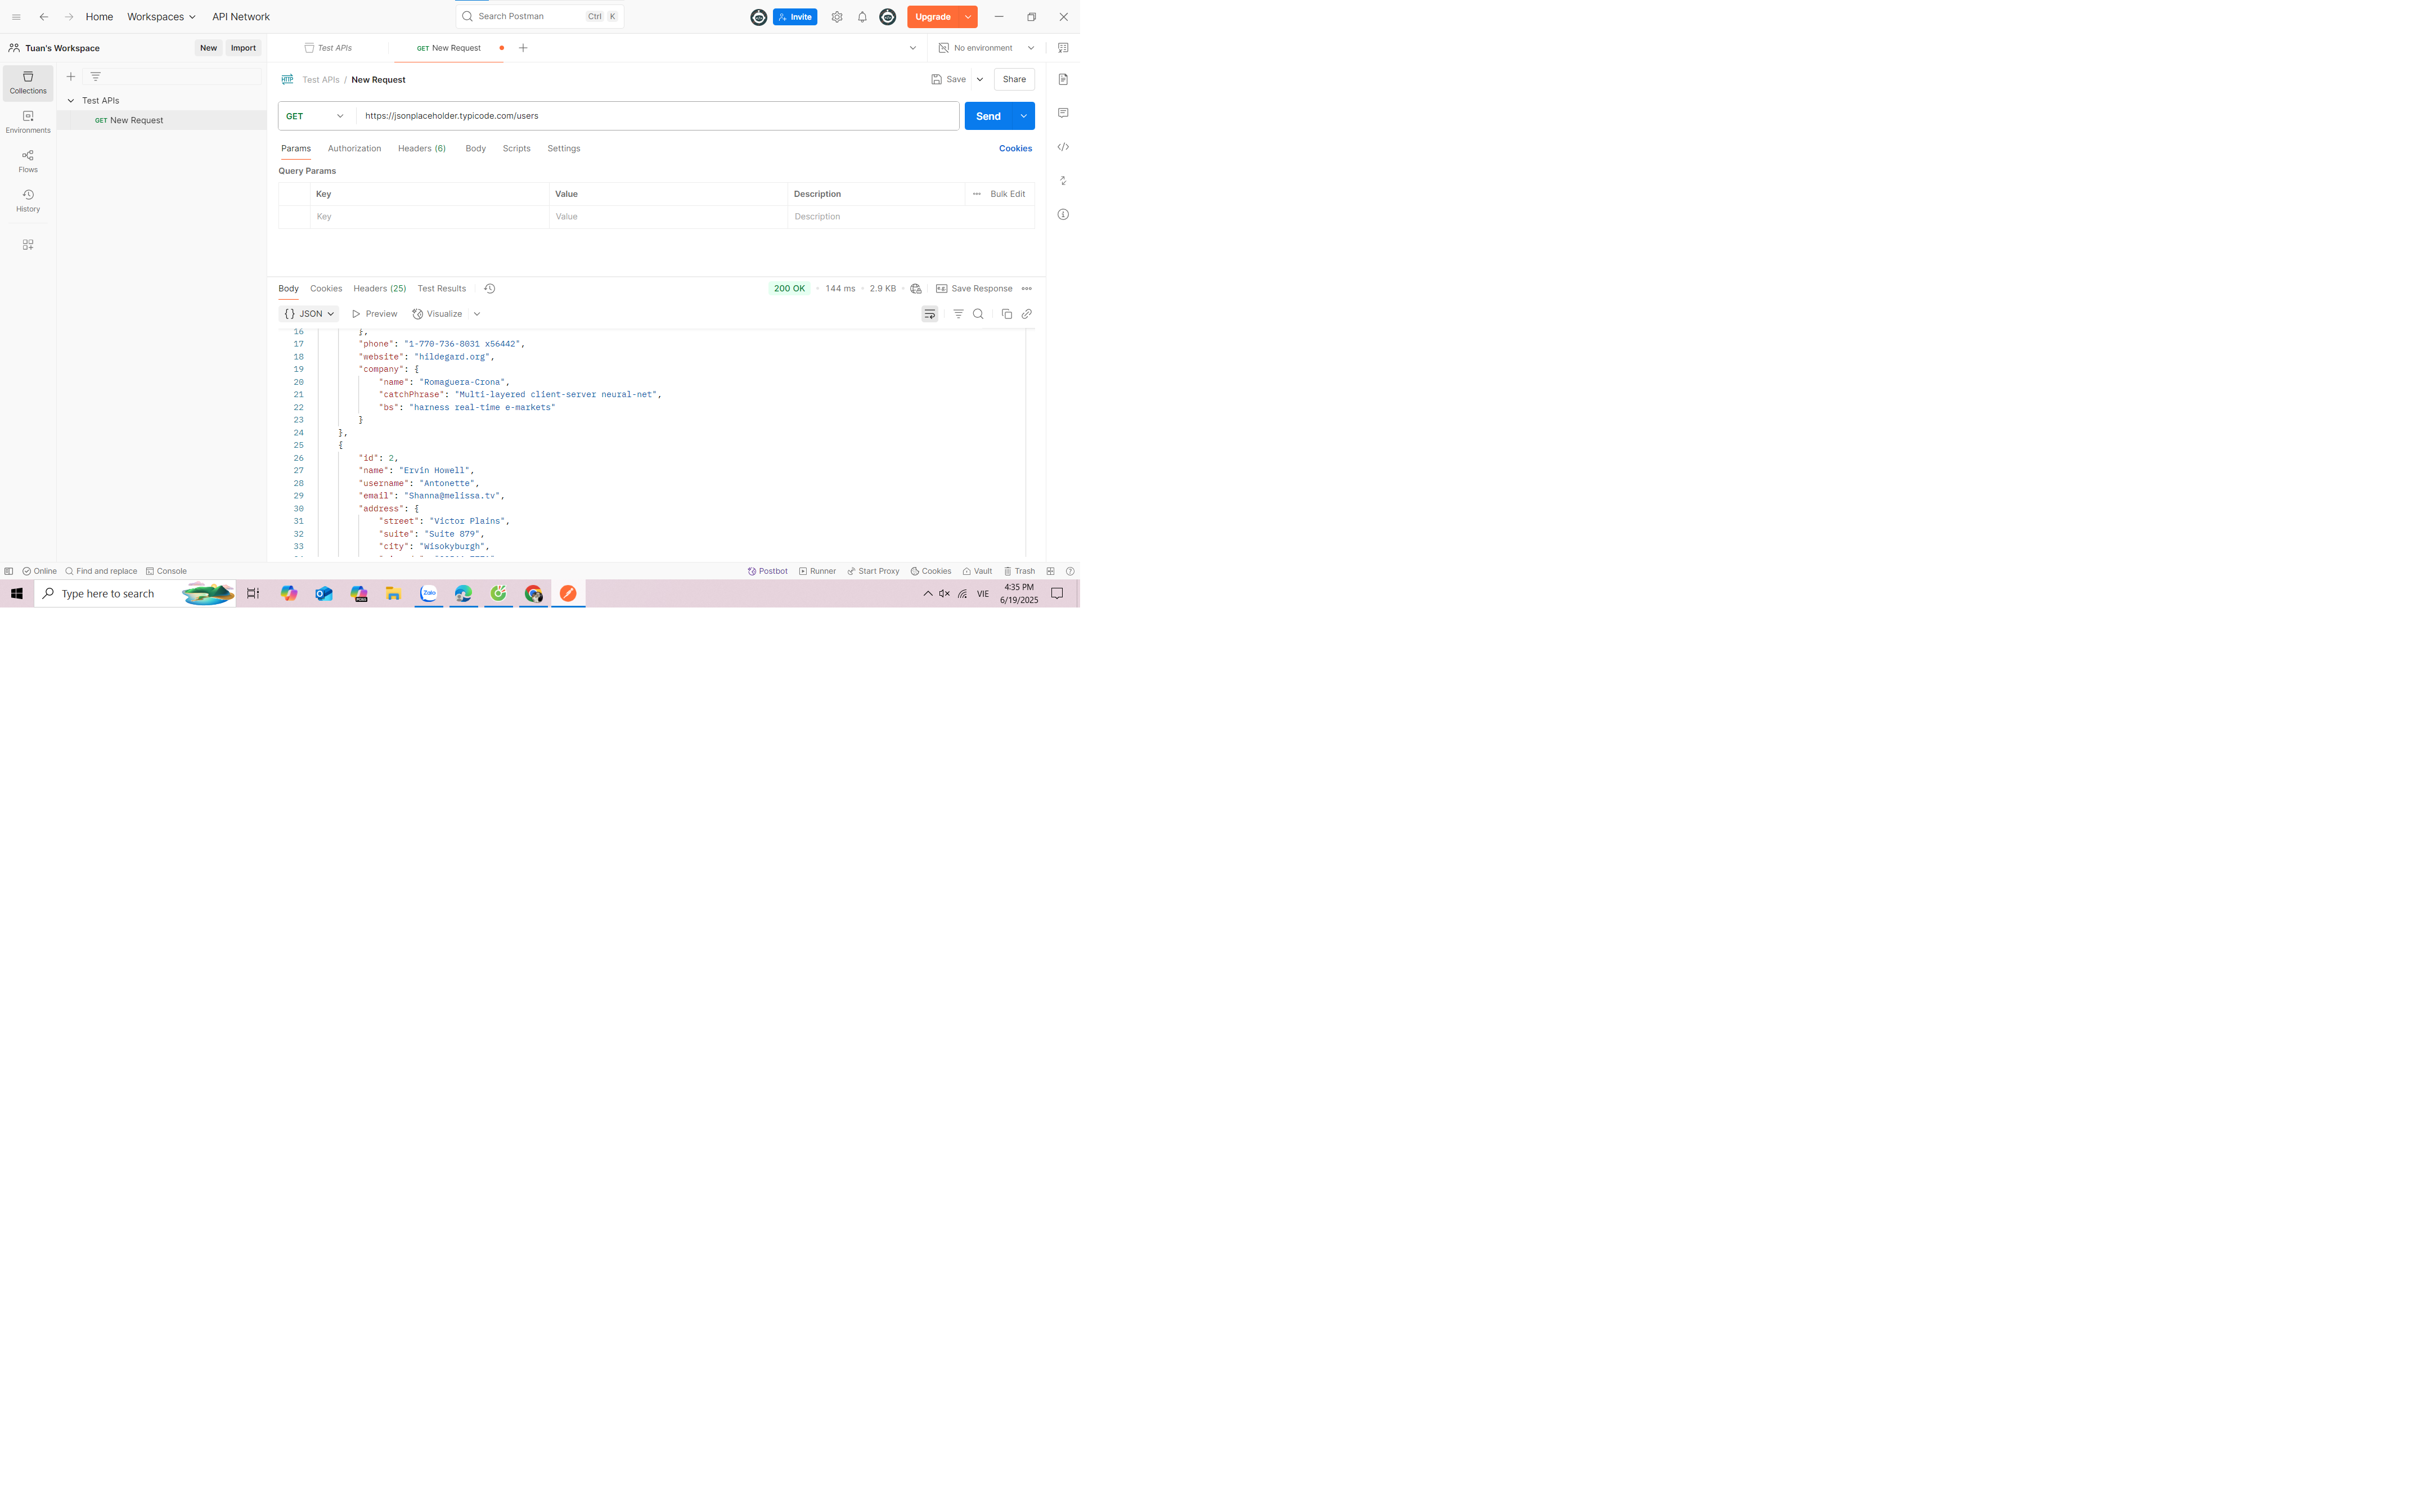 Home Workspaces API Network Search Postman Ctrl K Invite Upgrade
Tuan's Workspace New Import Test APIs GET New Request No environment
Collections
Environments
Flows
History
Test APIs
GET New Request
HTTP Test APIs / New Request Save Share
GET https://jsonplaceholder.typicode.com/users Send
Params Authorization Headers (6) Body Scripts Settings Cookies
Query Params
Key Value Description Bulk Edit
Key Value Description
Body Cookies Headers (25) Test Results 200 OK 144 ms 2.9 KB Save Response
{} JSON Preview Visualize
16 },
17 "phone": "1-770-736-8031 x56442",
18 "website": "hildegard.org",
19 "company": {
20 "name": "Romaguera-Crona",
21 "catchPhrase": "Multi-layered client-server neural-net",
22 "bs": "harness real-time e-markets"
23 }
24 },
25 {
26 "id": 2,
27 "name": "Ervin Howell",
28 "username": "Antonette",
29 "email": "Shanna@melissa.tv",
30 "address": {
31 "street": "Victor Plains",
32 "suite": "Suite 879",
33 "city": "Wisokyburgh",
Online Find and replace Console Postbot Runner Start Proxy Cookies Vault Trash
Type here to search Zalo VIE 4:35 PM
6/19/2025